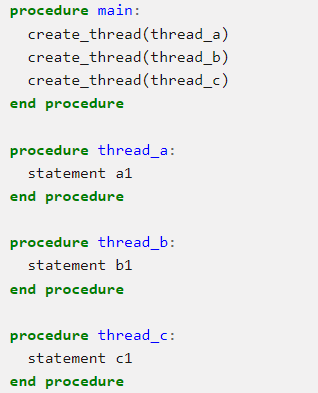 procedure main:
  create_thread(thread_a)
  create_thread(thread_b)
  create_thread(thread_c)
end procedure

procedure thread_a:
  statement a1
end procedure

procedure thread_b:
  statement b1
end procedure

procedure thread_c:
  statement c1
end procedure